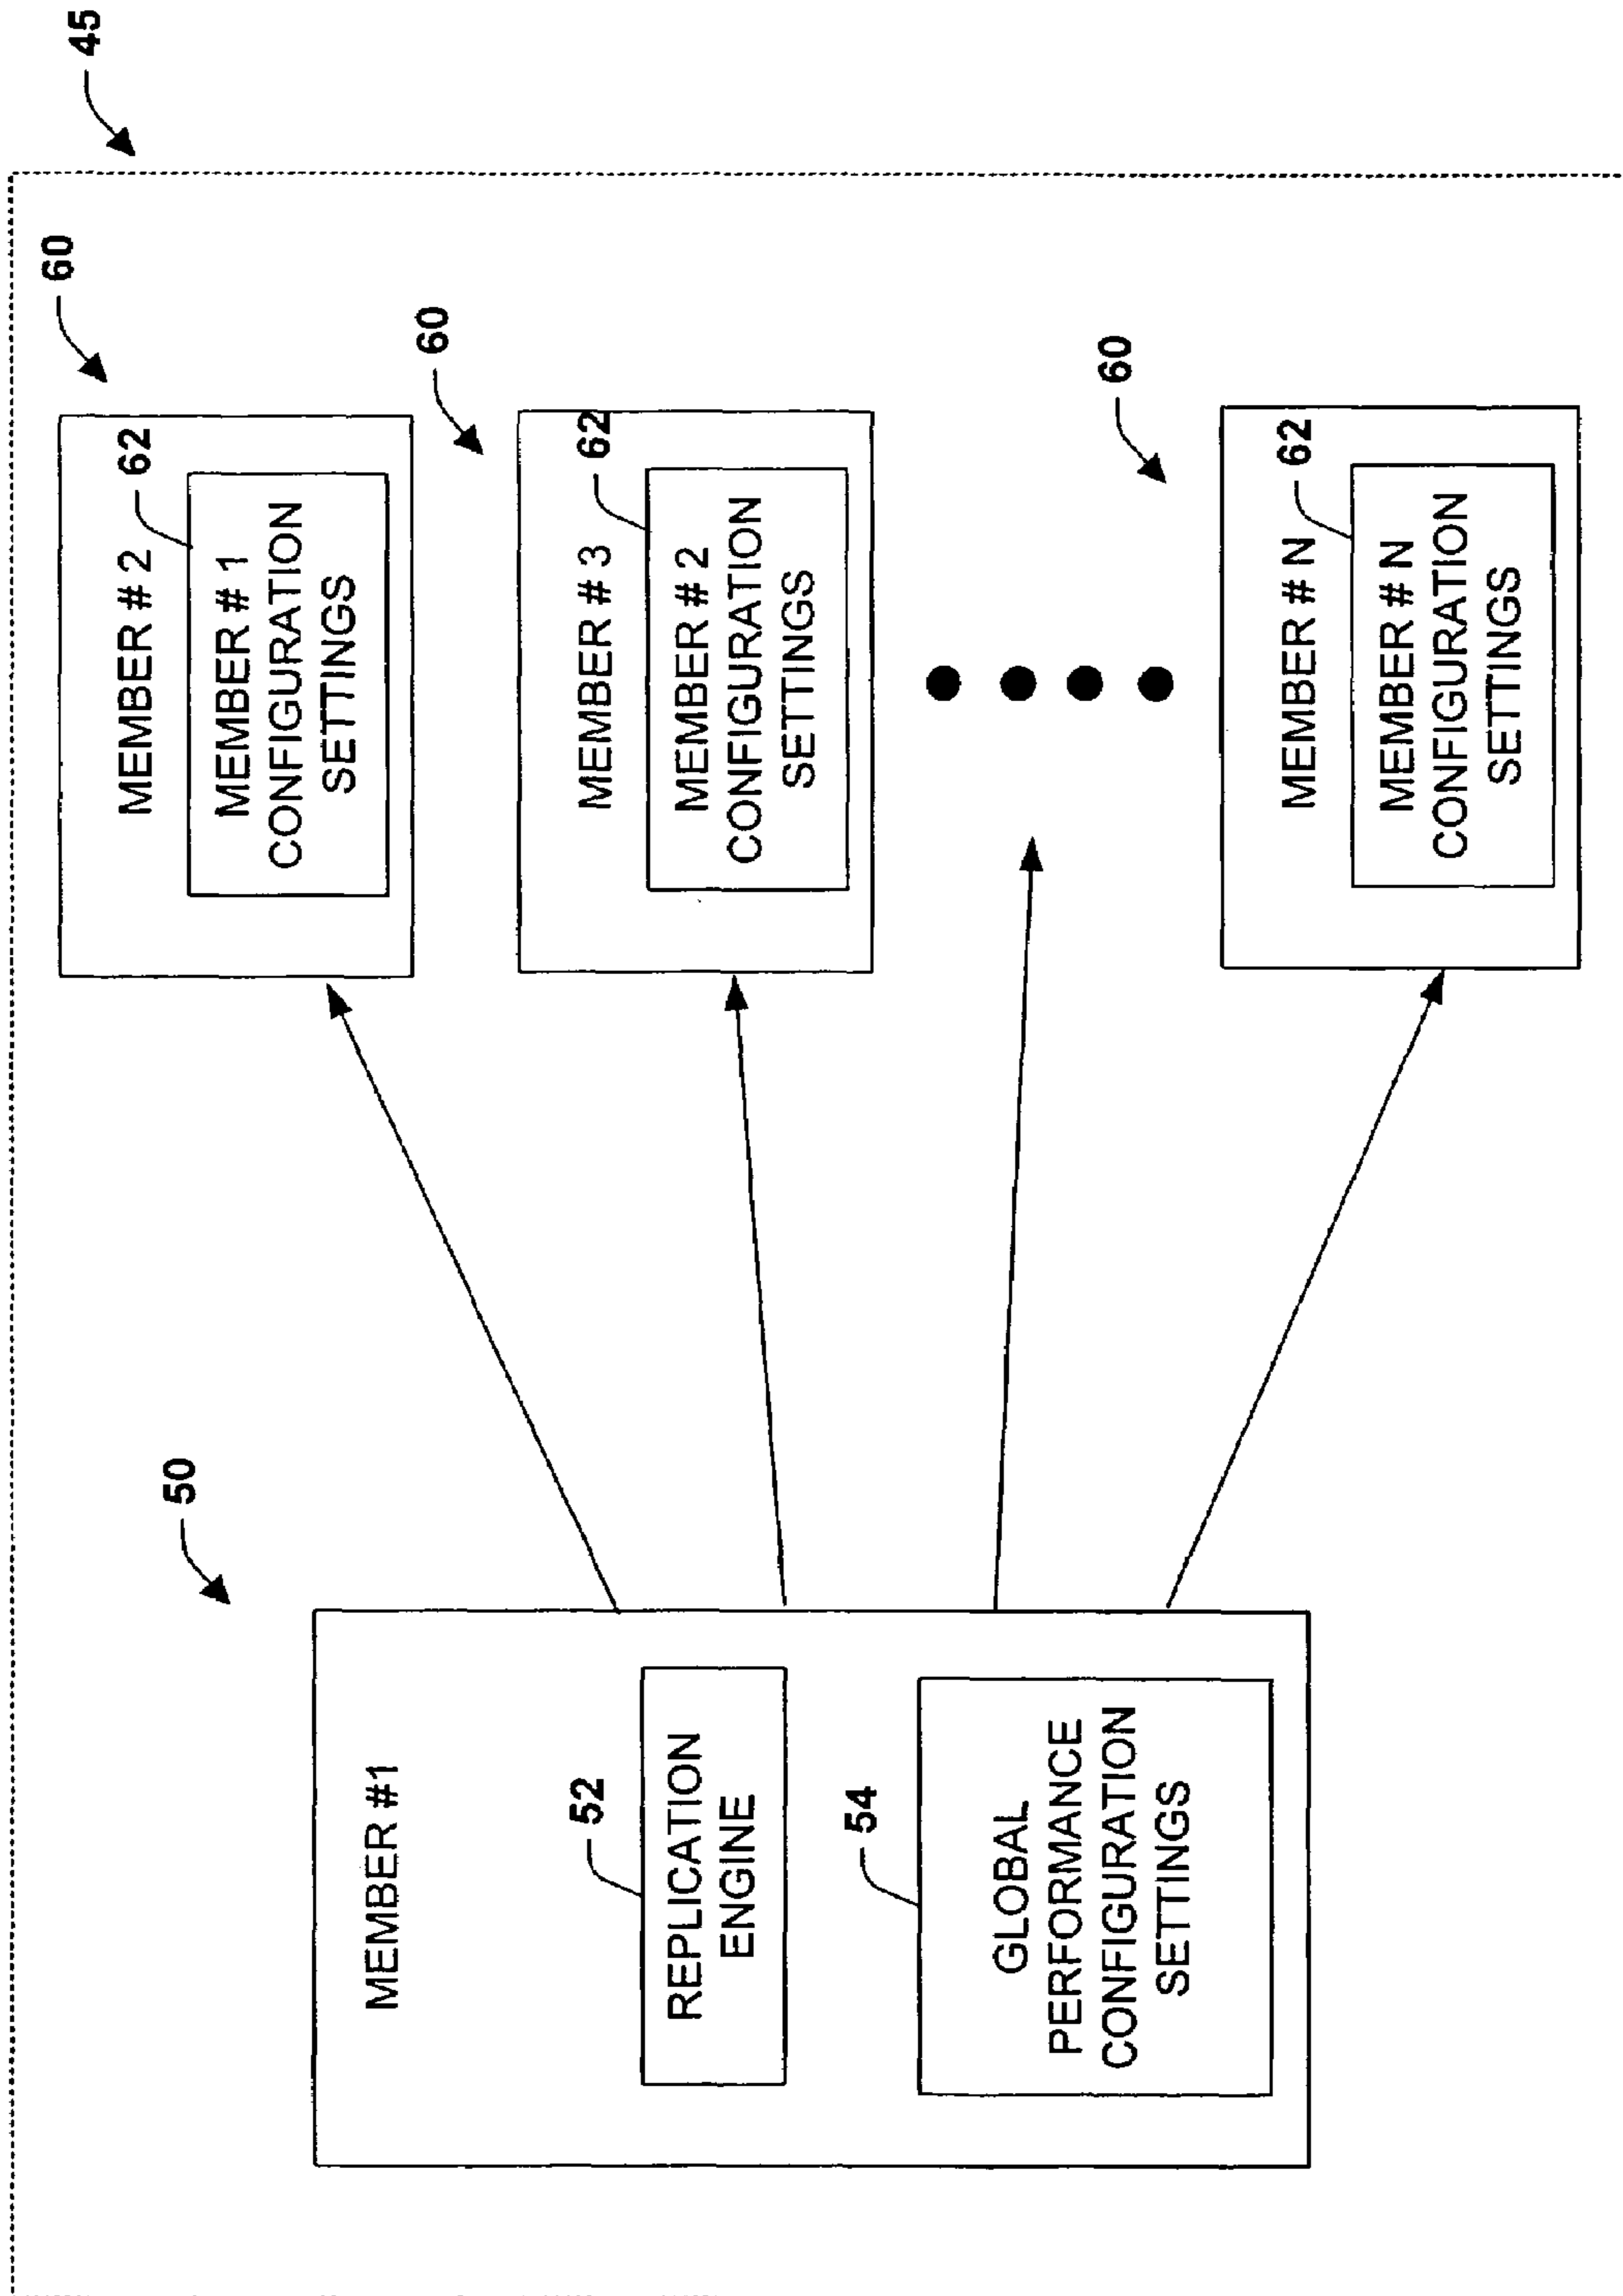 45
50
MEMBER #1
52
REPLICATION
ENGINE
54
GLOBAL
PERFORMANCE
CONFIGURATION
SETTINGS
60
MEMBER # 2
62
MEMBER # 1
CONFIGURATION
SETTINGS
60
MEMBER # 3
62
MEMBER # 2
CONFIGURATION
SETTINGS
60
MEMBER # N
62
MEMBER # N
CONFIGURATION
SETTINGS